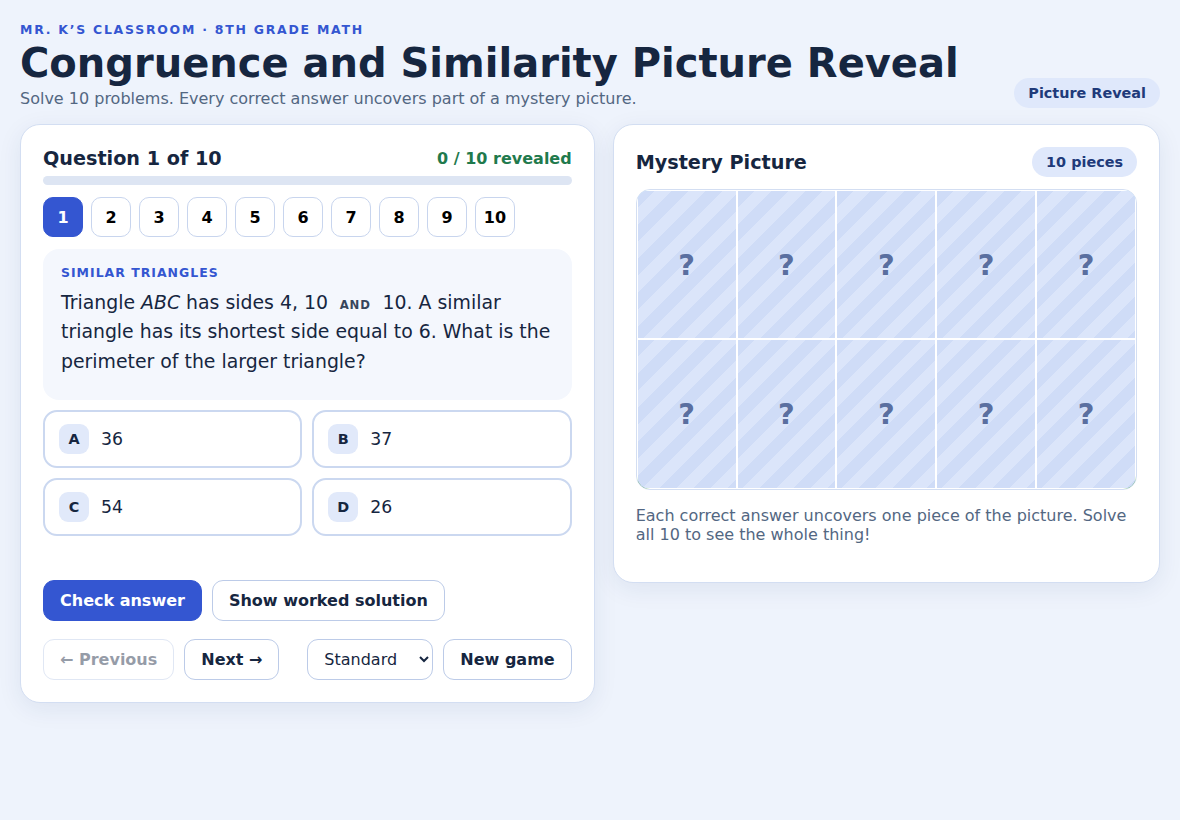 MR. K’S CLASSROOM · 8TH GRADE MATH
Congruence and Similarity Picture Reveal
Solve 10 problems. Every correct answer uncovers part of a mystery picture.
Picture Reveal
Question 1 of 10
0 / 10 revealed
1 2 3 4 5 6 7 8 9 10
SIMILAR TRIANGLES
Triangle ABC has sides 4, 10 AND 10. A similar
triangle has its shortest side equal to 6. What is the
perimeter of the larger triangle?
A 36
B 37
C 54
D 26
Check answer
Show worked solution
← Previous
Next →
Standard
New game
Mystery Picture
10 pieces
? ? ? ? ?
? ? ? ? ?
Each correct answer uncovers one piece of the picture. Solve
all 10 to see the whole thing!